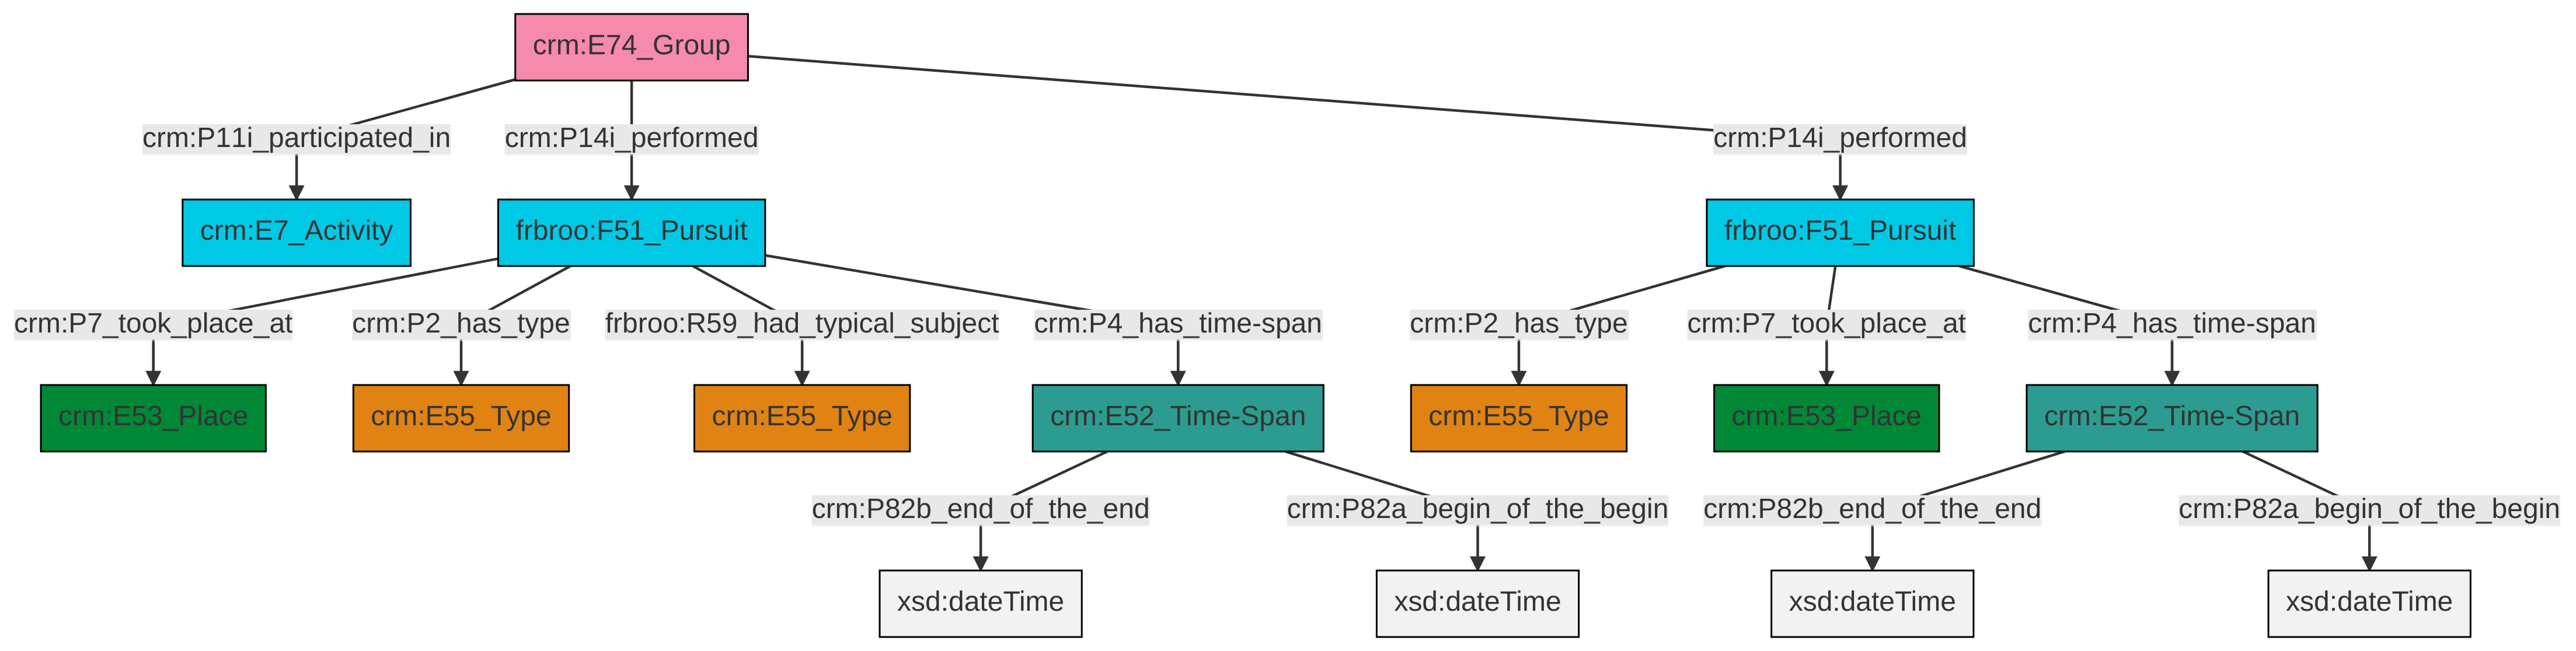 crm:E74_Group
crm:P11i_participated_in
crm:P14i_performed
crm:P14i_performed
crm:E7_Activity
frbroo:F51_Pursuit
frbroo:F51_Pursuit
crm:P7_took_place_at
crm:P2_has_type
frbroo:R59_had_typical_subject
crm:P4_has_time-span
crm:P2_has_type
crm:P7_took_place_at
crm:P4_has_time-span
crm:E53_Place
crm:E55_Type
crm:E55_Type
crm:E52_Time-Span
crm:E55_Type
crm:E53_Place
crm:E52_Time-Span
crm:P82b_end_of_the_end
crm:P82a_begin_of_the_begin
crm:P82b_end_of_the_end
crm:P82a_begin_of_the_begin
xsd:dateTime
xsd:dateTime
xsd:dateTime
xsd:dateTime